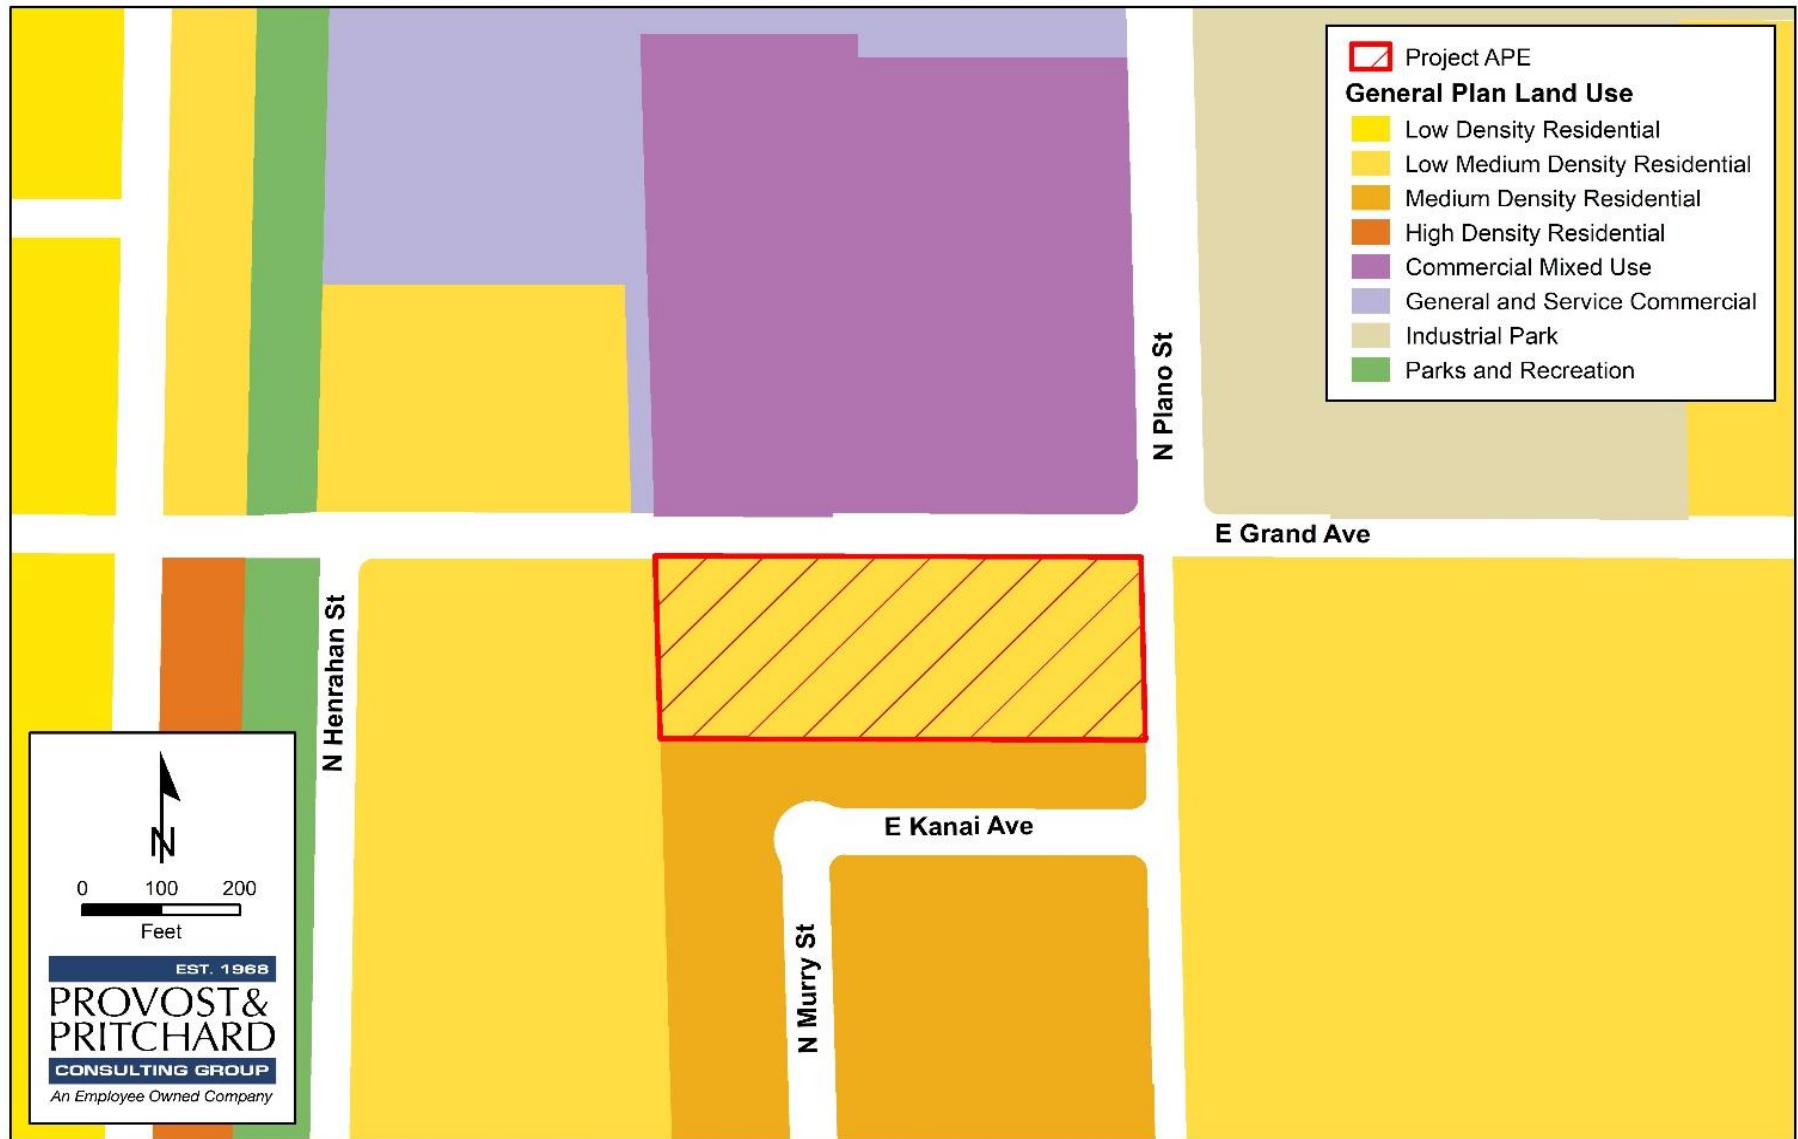 Project APE
General Plan Land Use
Low Density Residential
Low Medium Density Residential
Medium Density Residential
High Density Residential
Commercial Mixed Use
General and Service Commercial
Industrial Park
Parks and Recreation
N Plano St
E Grand Ave
N Henrahan St
E Kanai Ave
N Murry St
N
0 100 200
Feet
EST. 1968
PROVOST&
PRITCHARD
CONSULTING GROUP
An Employee Owned Company